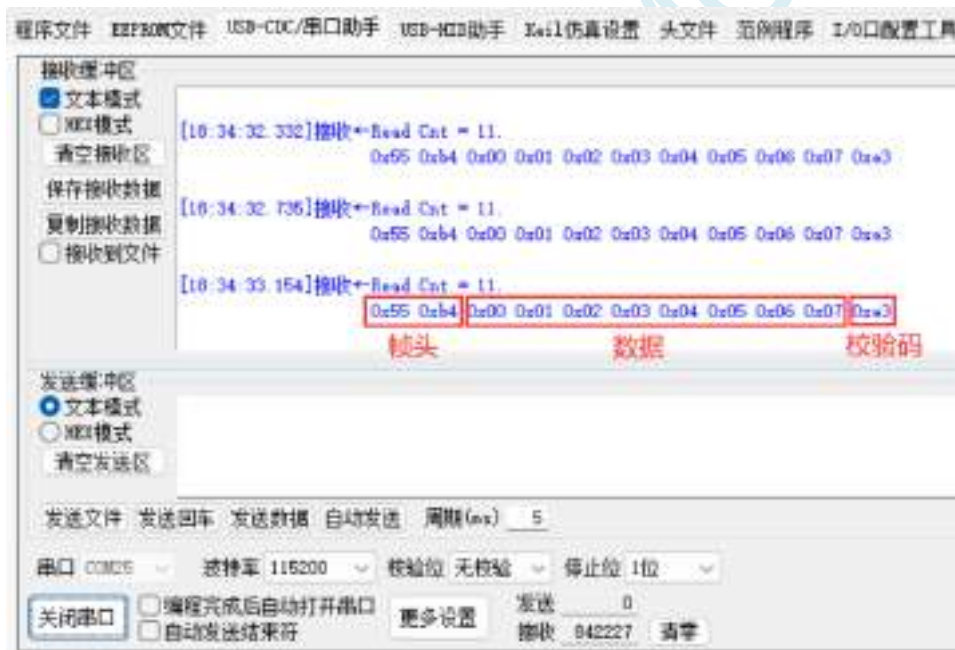 程序文件 EEPROM文件 USB-CDC/串口助手 USB-HID助手 Keil仿真设置 头文件 范例程序 I/O口配置工具
接收缓冲区
文本模式
HEX模式
清空接收区
保存接收数据
复制接收数据
接收到文件
[18:34:32.332]接收←Read Cnt = 11.
0x55 0xb4 0x00 0x01 0x02 0x03 0x04 0x05 0x06 0x07 0xe3
[18:34:32.735]接收←Read Cnt = 11.
0x55 0xb4 0x00 0x01 0x02 0x03 0x04 0x05 0x06 0x07 0xe3
[18:34:33.154]接收←Read Cnt = 11.
0x55 0xb4 0x00 0x01 0x02 0x03 0x04 0x05 0x06 0x07 0xe3
帧头 数据 校验码
发送缓冲区
文本模式
HEX模式
清空发送区
发送文件 发送回车 发送数据 自动发送 周期(ms) 5
串口 COM25 波特率 115200 校验位 无校验 停止位 1位
关闭串口
编程完成后自动打开串口
自动发送结束符
更多设置
发送 0
接收 842227 清零